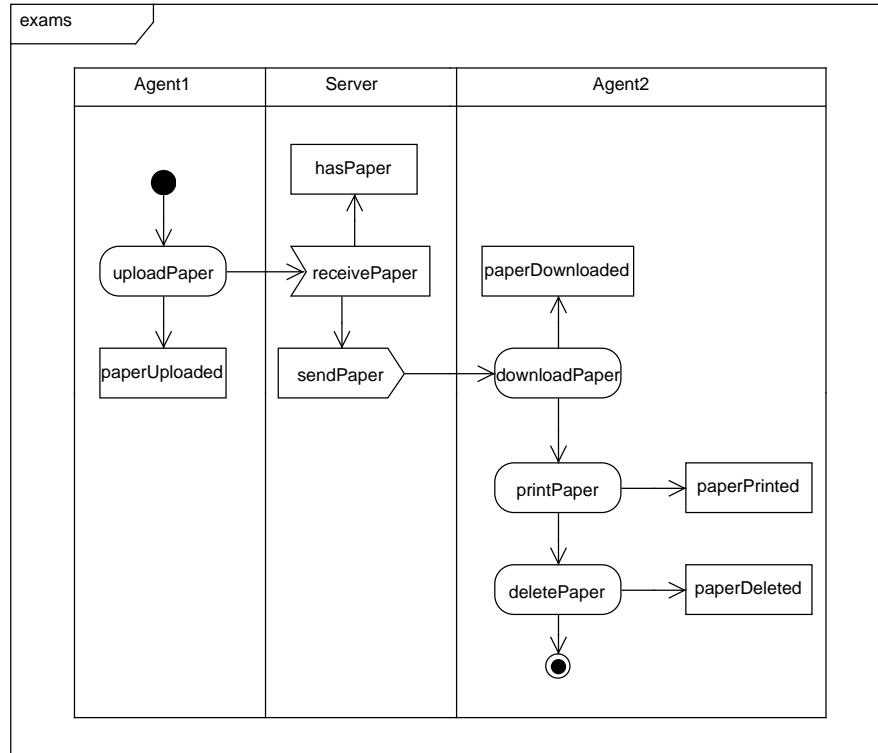 exams
Agent1
Server
Agent2
hasPaper
uploadPaper
receivePaper
paperDownloaded
paperUploaded
sendPaper
downloadPaper
printPaper
paperPrinted
deletePaper
paperDeleted